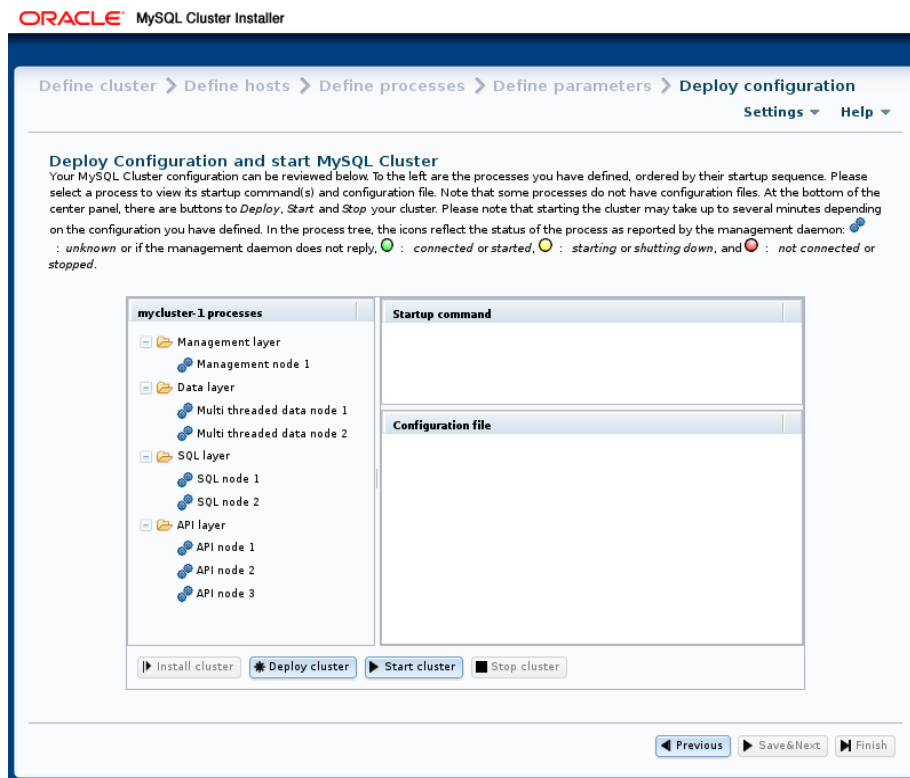 ORACLE® MySQL Cluster Installer
Define cluster > Define hosts > Define processes > Define parameters > Deploy configuration
Settings Help
Deploy Configuration and start MySQL Cluster
Your MySQL Cluster configuration can be reviewed below. To the left are the processes you have defined, ordered by their startup sequence. Please
select a process to view its startup command(s) and configuration file. Note that some processes do not have configuration files. At the bottom of the
center panel, there are buttons to Deploy, Start and Stop your cluster. Please note that starting the cluster may take up to several minutes depending
on the configuration you have defined. In the process tree, the icons reflect the status of the process as reported by the management daemon:
: unknown or if the management daemon does not reply, : connected or started, : starting or shutting down, and : not connected or
stopped.
mycluster-1 processes
Management layer
Management node 1
Data layer
Multi threaded data node 1
Multi threaded data node 2
SQL layer
SQL node 1
SQL node 2
API layer
API node 1
API node 2
API node 3
Startup command
Configuration file
Install cluster Deploy cluster Start cluster Stop cluster
Previous Save&Next Finish